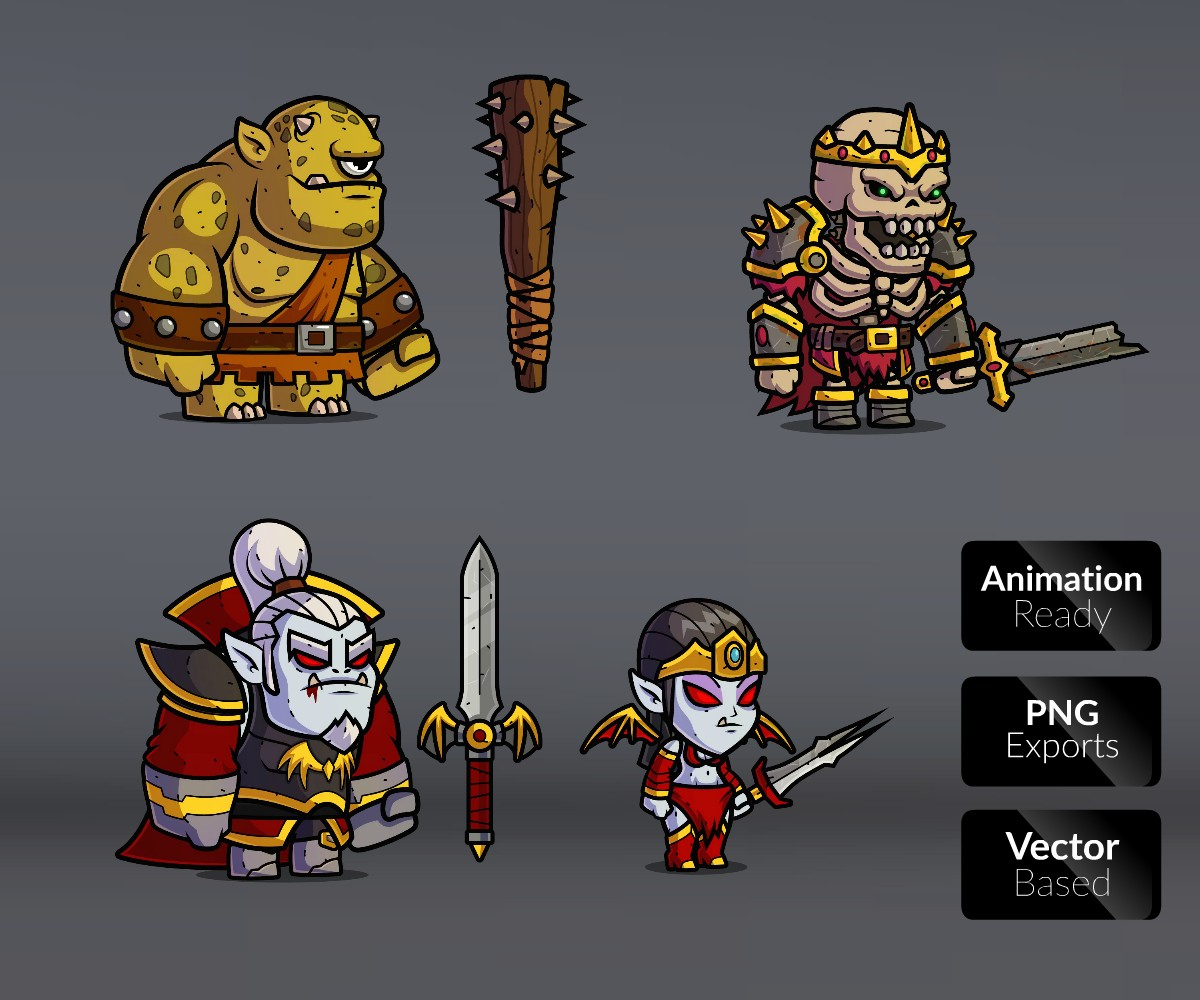 Animation
Ready
PNG
Exports
Vector
Based